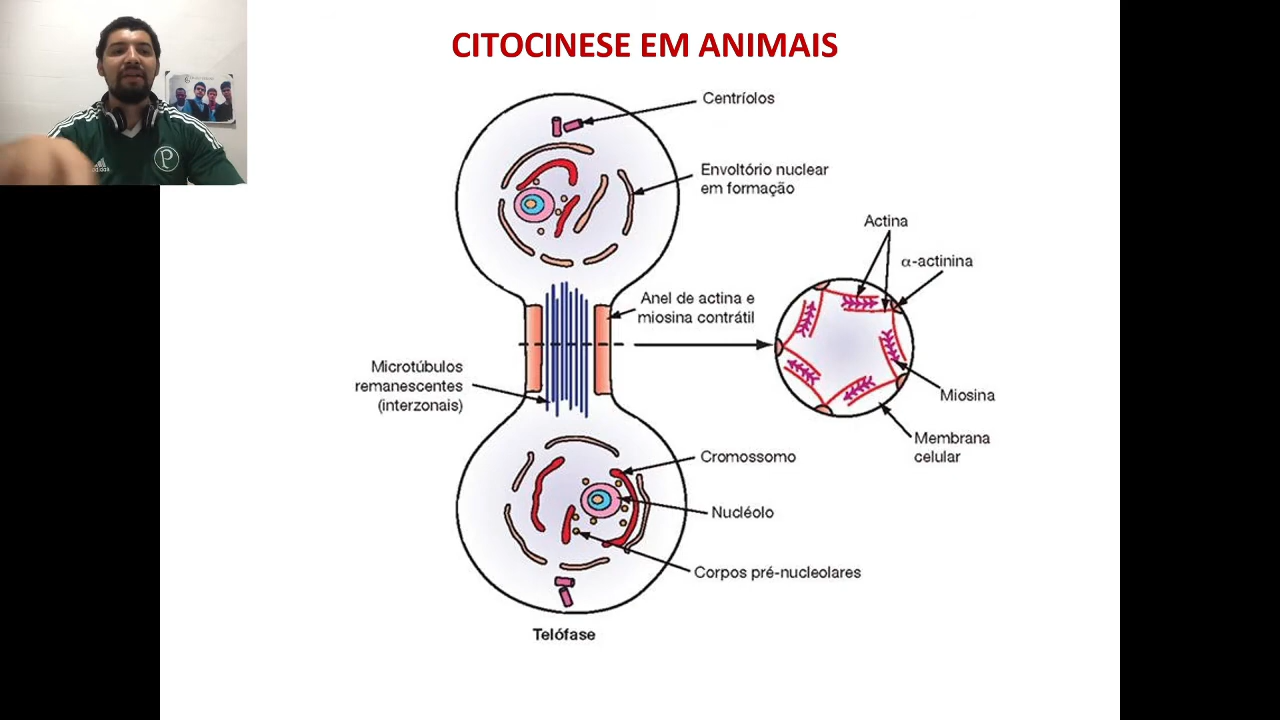 CITOCINESE EM ANIMAIS
Centríolos
Envoltório nuclear
em formação
Actina
α-actinina
Anel de actina e
miosina contrátil
Microtúbulos
remanescentes
(interzonais)
Miosina
Membrana
celular
Cromossomo
Nucléolo
Corpos pré-nucleolares
Telófase
adidas
P